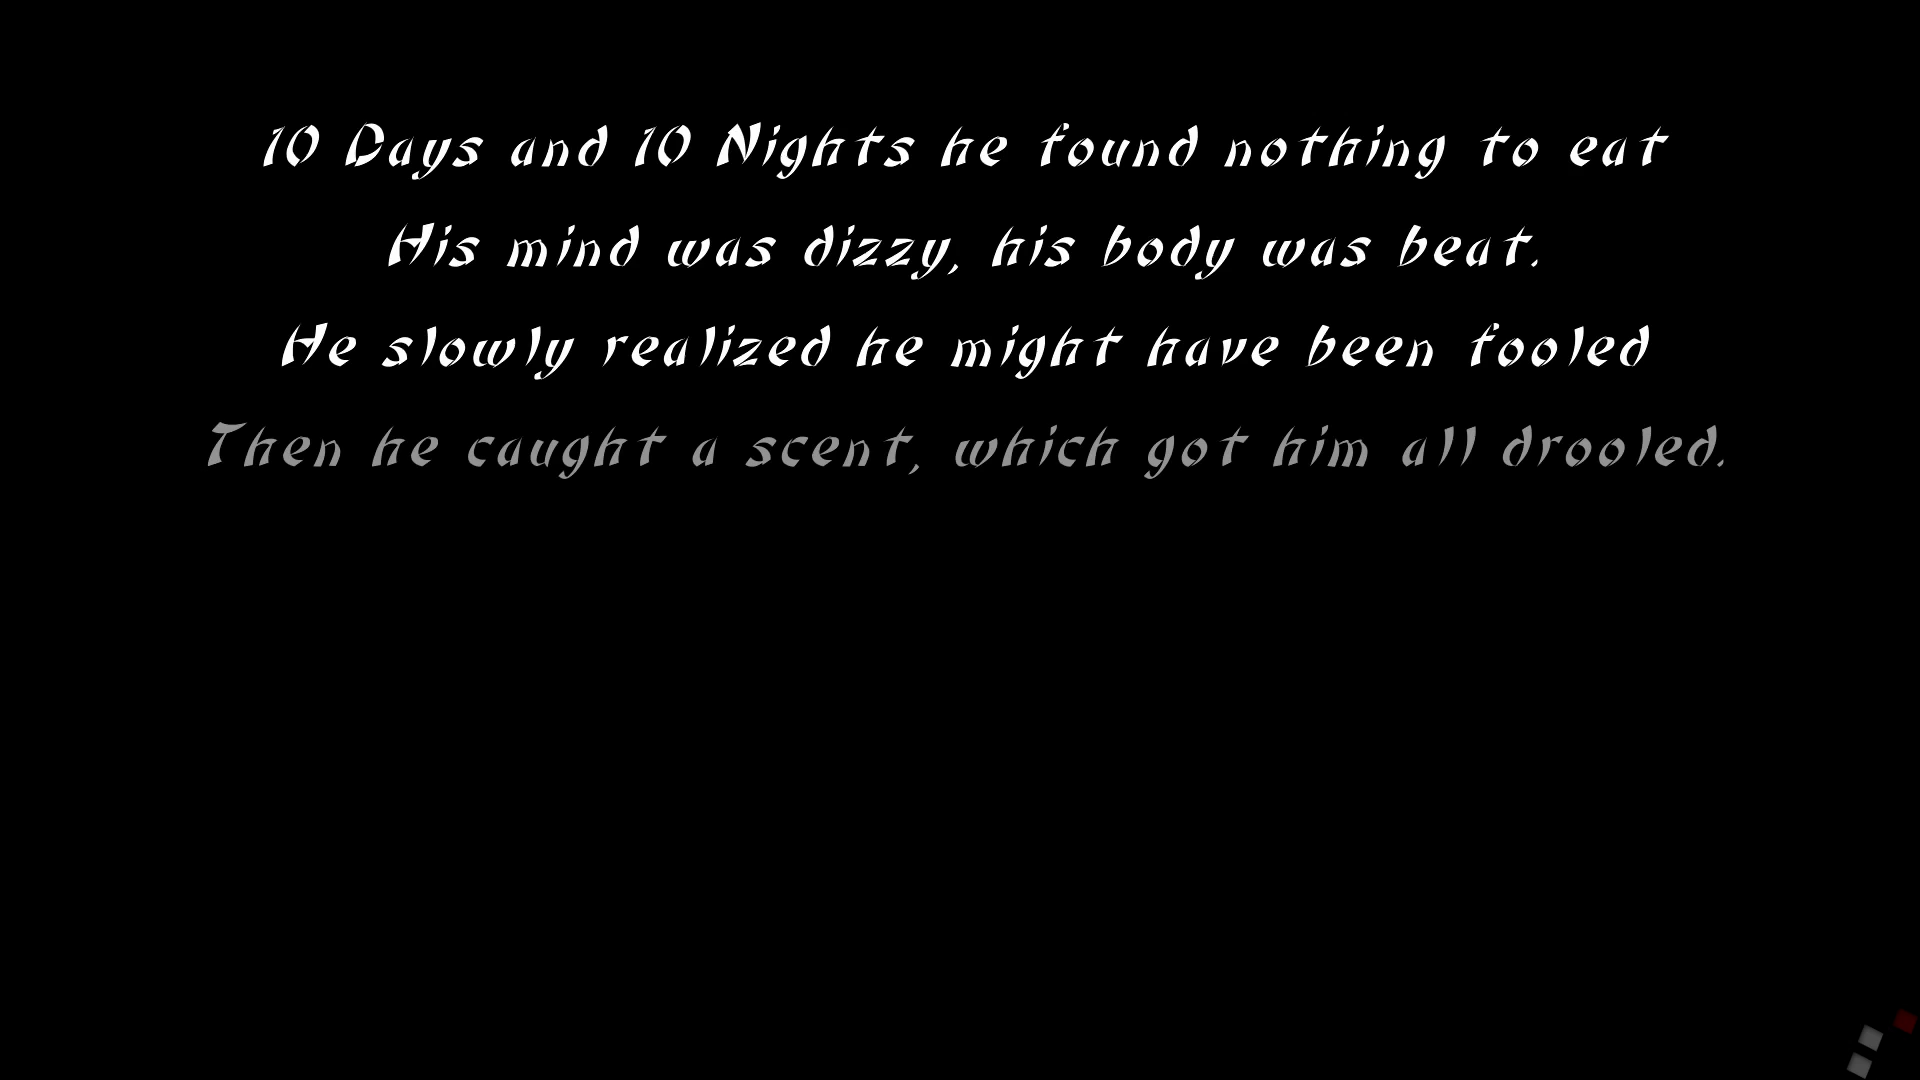 10 Days and 10 Nights he found nothing to eat
His mind was dizzy, his body was beat.
He slowly realized he might have been fooled
Then he caught a scent, which got him all drooled.